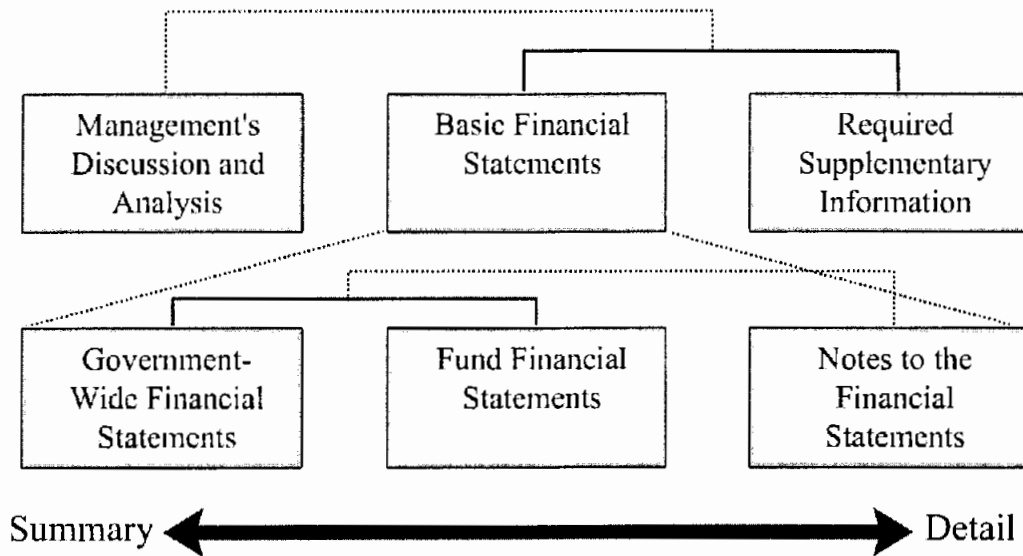 Management's
Discussion and
Analysis
Basic Financial
Statements
Required
Supplementary
Information
Government-
Wide Financial
Statements
Fund Financial
Statements
Notes to the
Financial
Statements
Summary
Detail